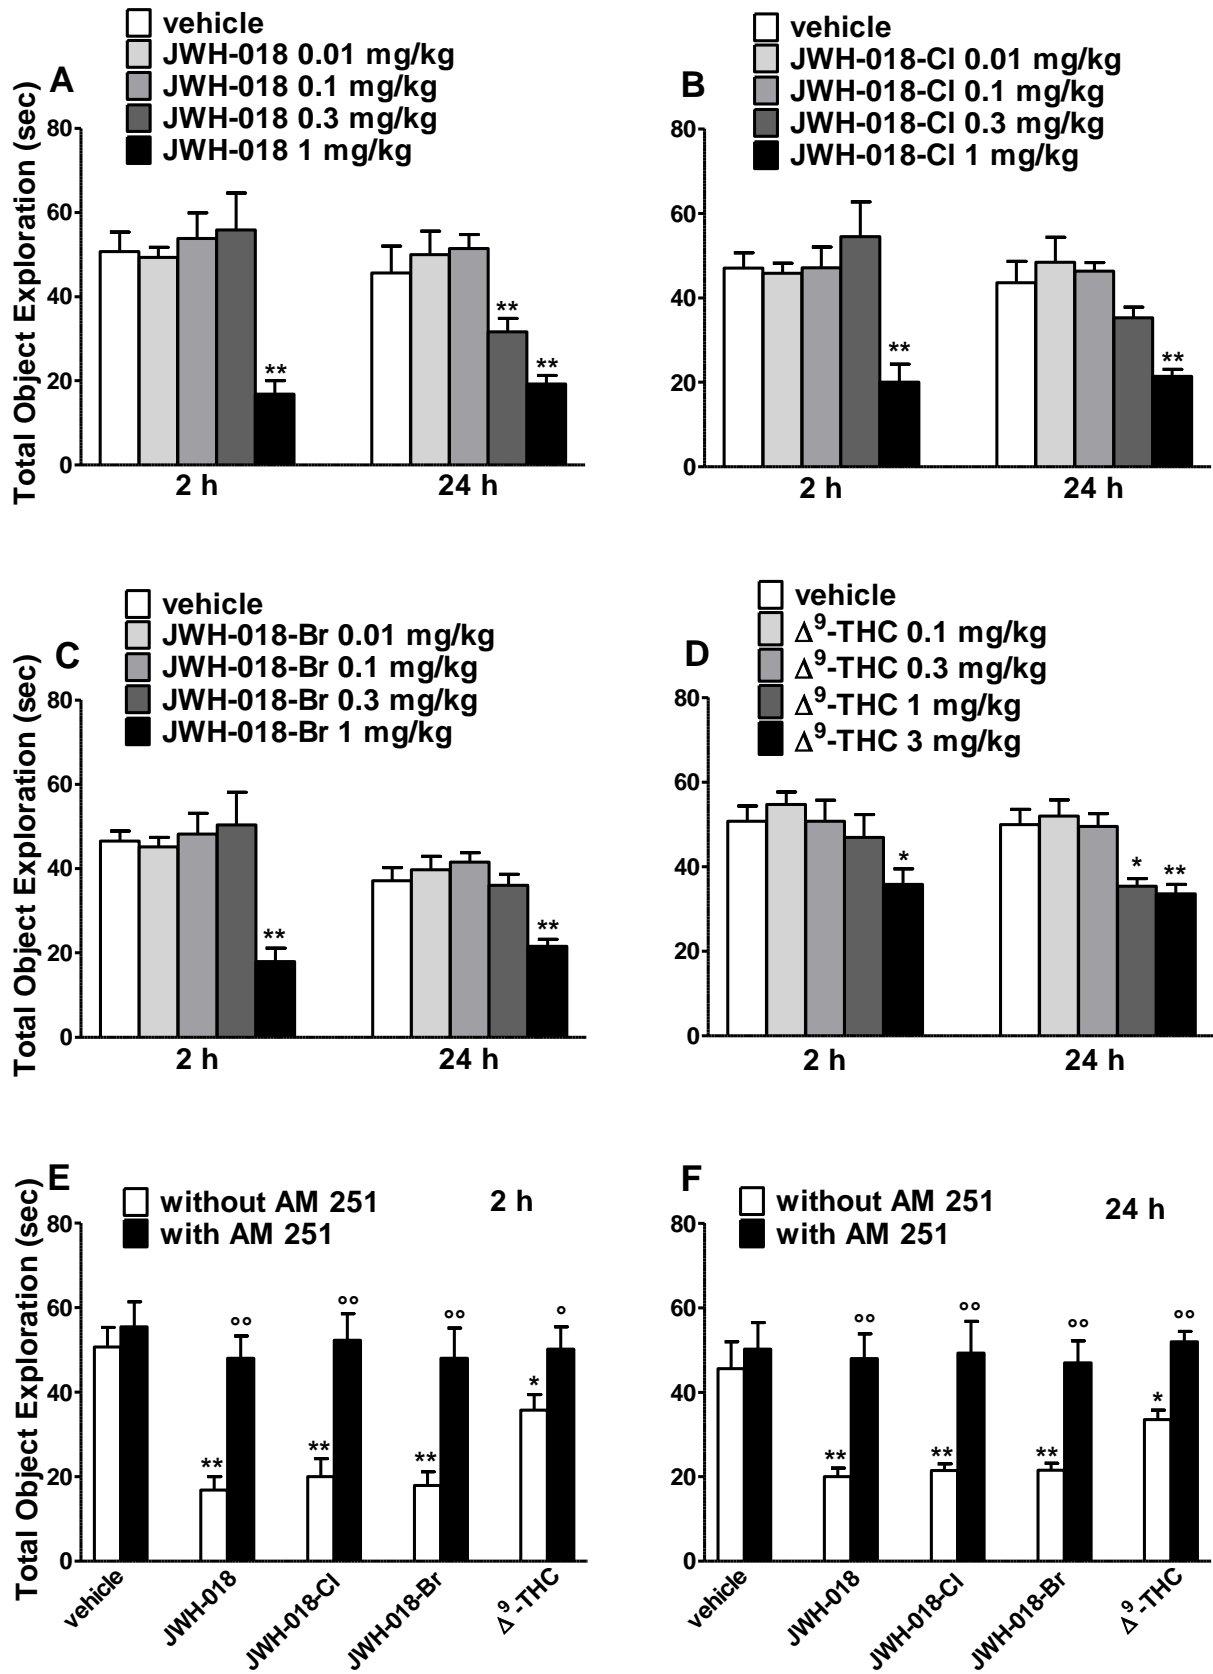 A
vehicle
JWH-018 0.01 mg/kg
JWH-018 0.1 mg/kg
JWH-018 0.3 mg/kg
JWH-018 1 mg/kg
Total Object Exploration (sec)
80
60
40
20
0
**
**
**
2 h
24 h
B
vehicle
JWH-018-Cl 0.01 mg/kg
JWH-018-Cl 0.1 mg/kg
JWH-018-Cl 0.3 mg/kg
JWH-018-Cl 1 mg/kg
80
60
40
20
0
**
**
2 h
24 h
C
vehicle
JWH-018-Br 0.01 mg/kg
JWH-018-Br 0.1 mg/kg
JWH-018-Br 0.3 mg/kg
JWH-018-Br 1 mg/kg
Total Object Exploration (sec)
80
60
40
20
0
**
**
2 h
24 h
D
vehicle
Δ⁹-THC 0.1 mg/kg
Δ⁹-THC 0.3 mg/kg
Δ⁹-THC 1 mg/kg
Δ⁹-THC 3 mg/kg
80
60
40
20
0
*
*
**
2 h
24 h
E
without AM 251
with AM 251
2 h
Total Object Exploration (sec)
80
60
40
20
0
**
°°
**
°°
**
°°
*
°
vehicle
JWH-018
JWH-018-Cl
JWH-018-Br
Δ⁹-THC
F
without AM 251
with AM 251
24 h
80
60
40
20
0
**
°°
**
°°
**
°°
*
°°
vehicle
JWH-018
JWH-018-Cl
JWH-018-Br
Δ⁹-THC